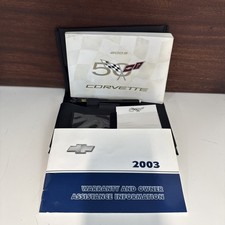 50
CORVETTE
2003
WARRANTY AND OWNER
ASSISTANCE INFORMATION